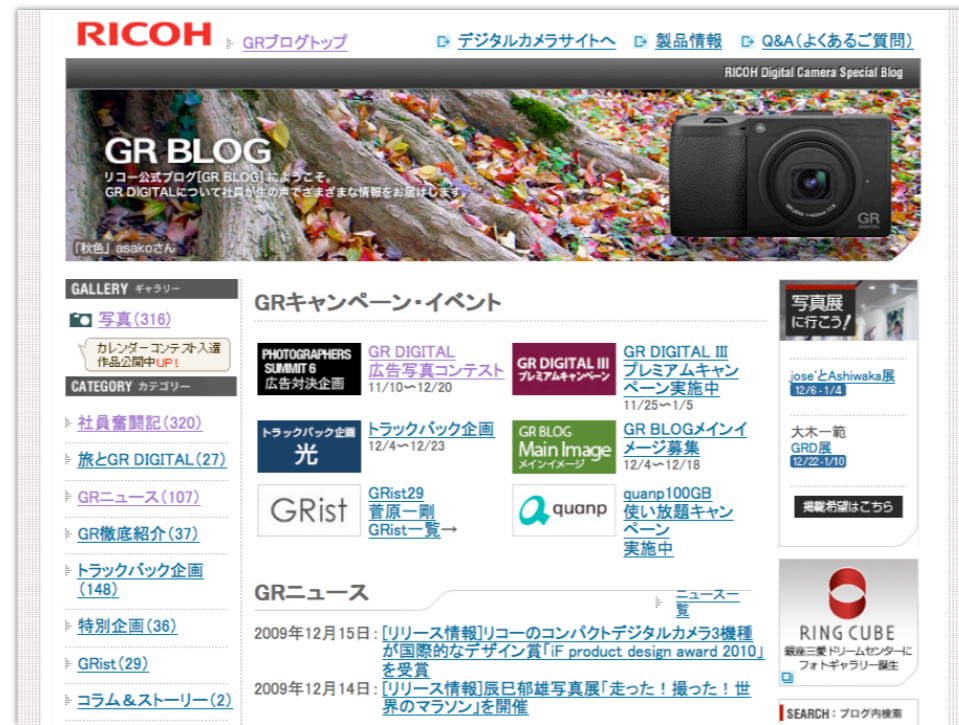 RICOH
GRブログトップ
デジタルカメラサイトへ
製品情報
Q&A(よくあるご質問)
RICOH Digital Camera Special Blog
GR BLOG
リコー公式ブログ[GR BLOG]にようこそ。
GR DIGITALについて社員が生の声でさまざまな情報をお届けします。
「秋色」asakoさん
GR
DIGITAL
GALLERY ギャラリー
写真(316)
カレンダーコンテスト入選
作品公開中UP!
CATEGORY カテゴリー
社員奮闘記(320)
旅とGR DIGITAL(27)
GRニュース(107)
GR徹底紹介(37)
トラックバック企画
(148)
特別企画(36)
GRist(29)
コラム&ストーリー(2)
GRキャンペーン・イベント
PHOTOGRAPHERS
SUMMIT 6
広告対決企画
GR DIGITAL
広告写真コンテスト
11/10〜12/20
GR DIGITAL III
プレミアムキャンペーン
GR DIGITAL III
プレミアムキャン
ペーン実施中
11/25〜1/5
トラックバック企画
光
トラックバック企画
12/4〜12/23
GR BLOG
Main Image
メインイメージ
GR BLOGメインイ
メージ募集
12/4〜12/18
GRist
GRist29
菅原一剛
GRist一覧→
quanp
quanp100GB
使い放題キャン
ペーン
実施中
GRニュース
ニュース一
覧
2009年12月15日:[リリース情報]リコーのコンパクトデジタルカメラ3機種
が国際的なデザイン賞「iF product design award 2010」
を受賞
2009年12月14日:[リリース情報]辰巳郁雄写真展「走った!撮った!世
界のマラソン」を開催
写真展
に行こう!
jose'とAshiwaka展
12/6-1/4
大木一範
GRD展
12/22-1/10
掲載希望はこちら
RING CUBE
銀座三愛ドリームセンターに
フォトギャラリー誕生
SEARCH:ブログ内検索